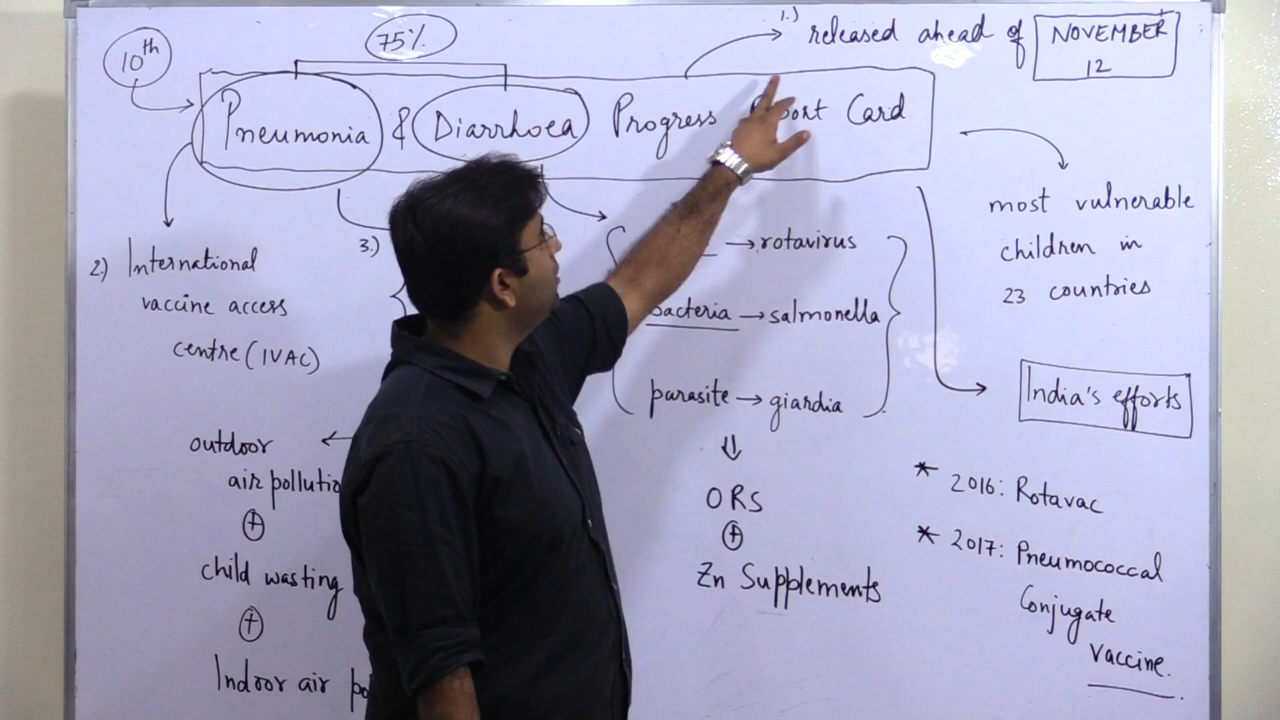 10th
75%
1.) released ahead of NOVEMBER
12
Pneumonia & Diarrhoea Progress Card
most vulnerable
children in
23 countries
2) International
vaccine access
centre (IVAC)
3.)
→ rotavirus
bacteria → salmonella
parasite → giardia
India's efforts
outdoor
air
+
child wasting
+
Indoor air
ORS
+
Zn Supplements
* 2016: Rotavac
* 2017: Pneumococcal
Conjugate
Vaccine.